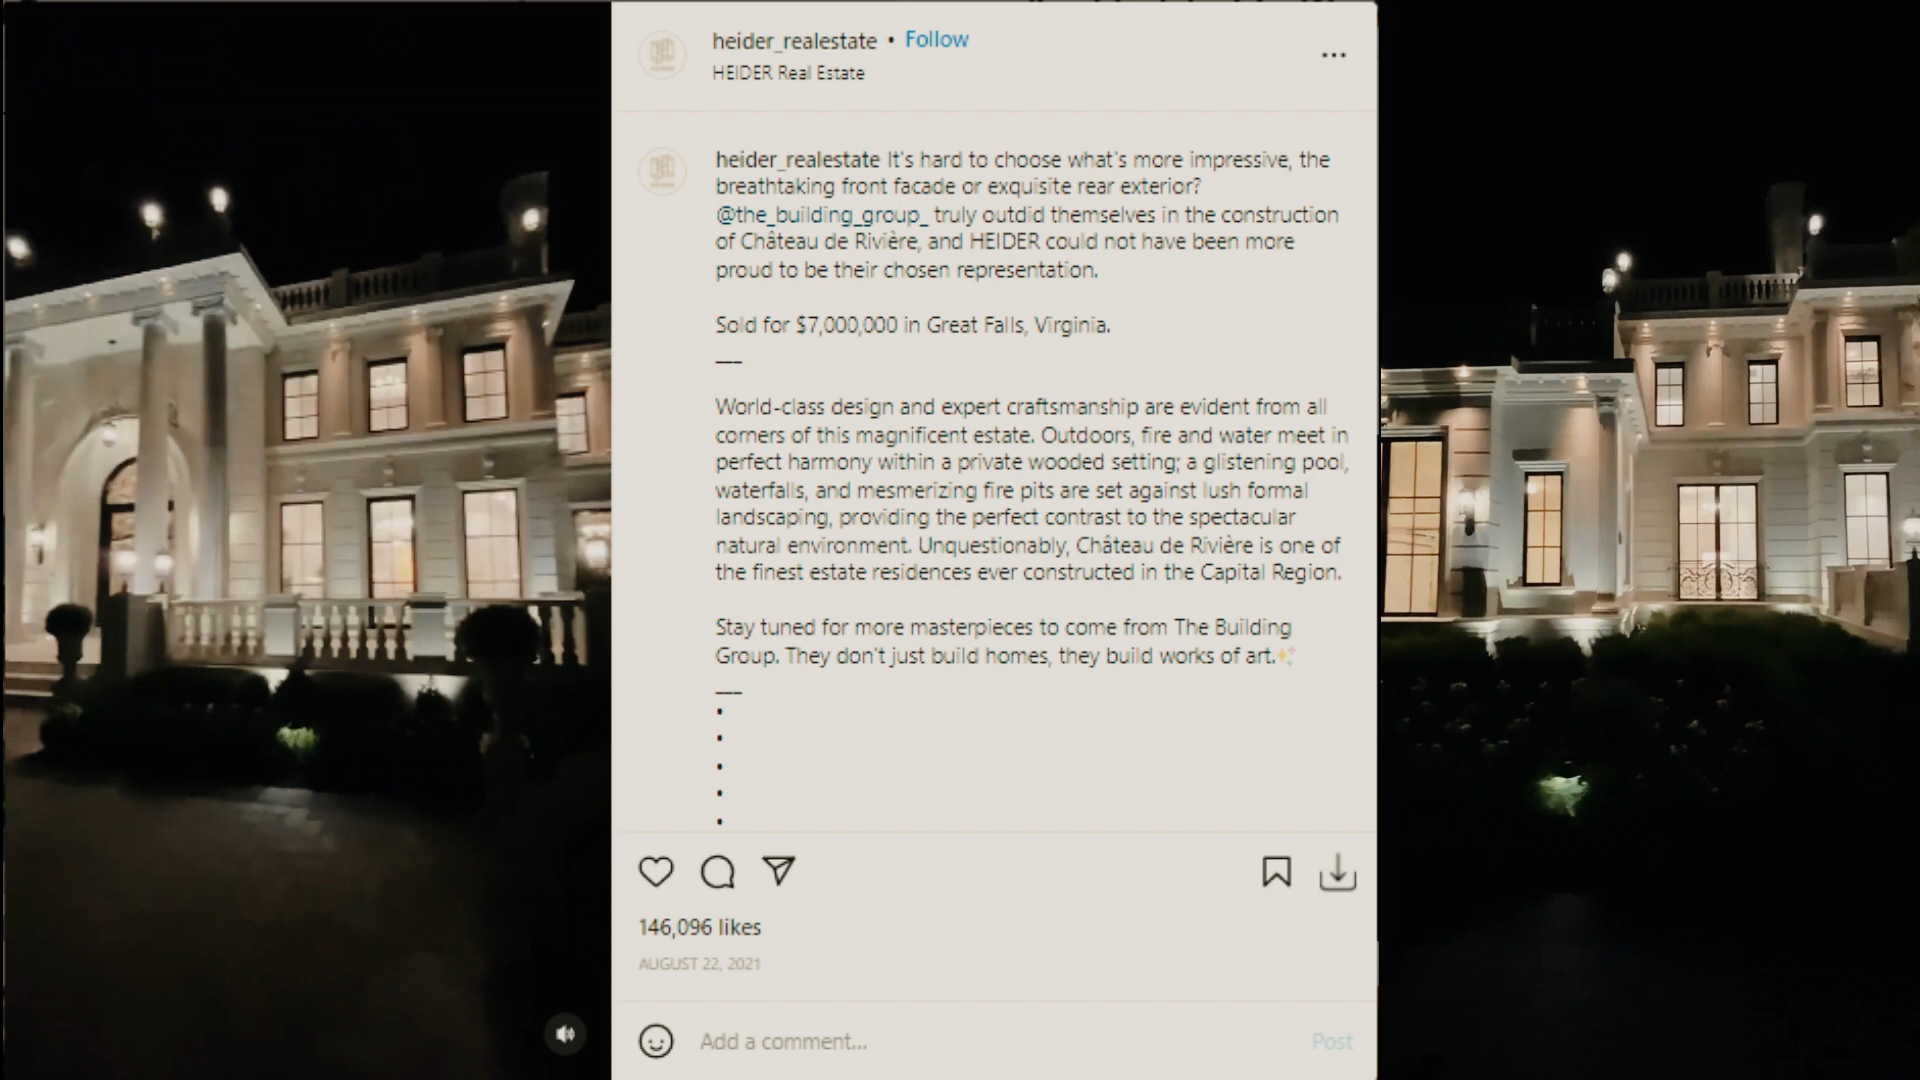 heider_realestate • Follow
HEIDER Real Estate
heider_realestate It's hard to choose what's more impressive, the
breathtaking front facade or exquisite rear exterior?
@the_building_group_ truly outdid themselves in the construction
of Château de Rivière, and HEIDER could not have been more
proud to be their chosen representation.
Sold for $7,000,000 in Great Falls, Virginia.
—
World-class design and expert craftsmanship are evident from all
corners of this magnificent estate. Outdoors, fire and water meet in
perfect harmony within a private wooded setting; a glistening pool,
waterfalls, and mesmerizing fire pits are set against lush formal
landscaping, providing the perfect contrast to the spectacular
natural environment. Unquestionably, Château de Rivière is one of
the finest estate residences ever constructed in the Capital Region.
Stay tuned for more masterpieces to come from The Building
Group. They don't just build homes, they build works of art.✨
—
•
•
•
•
•
146,096 likes
AUGUST 22, 2021
Add a comment...
Post